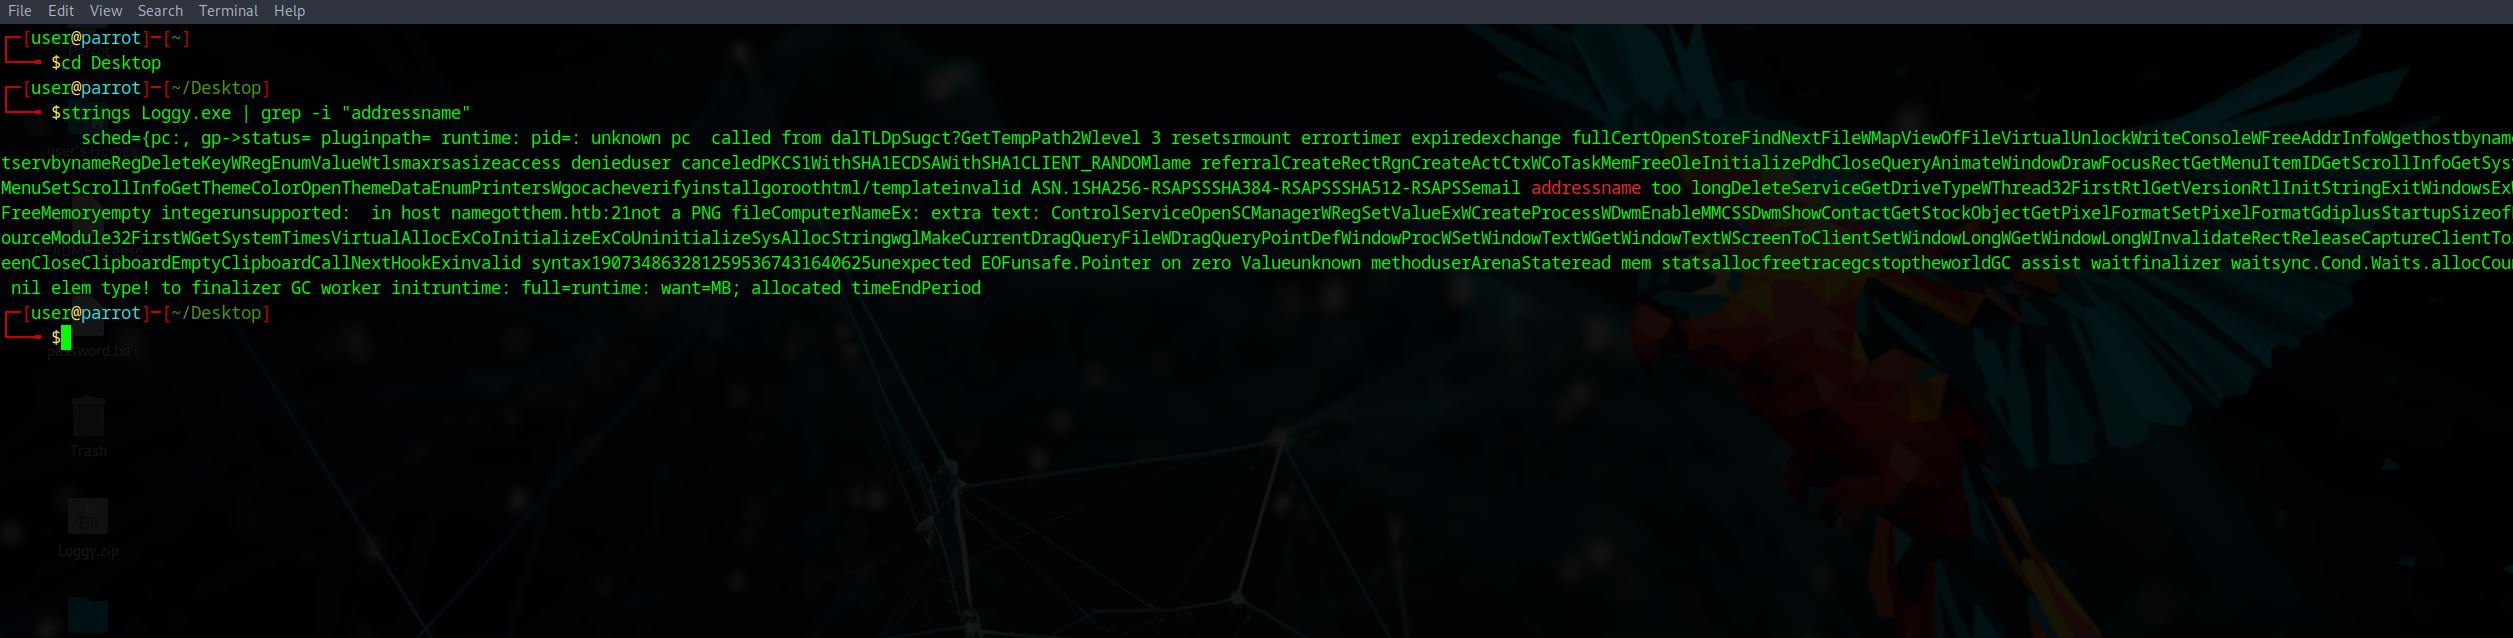 File Edit View Search Terminal Help
[user@parrot]─[~]
$cd Desktop
[user@parrot]─[~/Desktop]
$strings Loggy.exe | grep -i "addressname"
sched={pc:, gp->status= pluginpath= runtime: pid=: unknown pc  called from dalTLDpSugct?GetTempPath2Wlevel 3 resetsrmount errortimer expiredexchange fullCertOpenStoreFindNextFileWMapViewOfFileVirtualUnlockWriteConsoleWFreeAddrInfoWgethostbyname
tservbynameRegDeleteKeyWRegEnumValueWtlsmaxrsasizeaccess denieduser canceledPKCS1WithSHA1ECDSAWithSHA1CLIENT_RANDOMlame referralCreateRectRgnCreateActCtxWCoTaskMemFreeOleInitializePdhCloseQueryAnimateWindowDrawFocusRectGetMenuItemIDGetScrollInfoGetSys
MenuSetScrollInfoGetThemeColorOpenThemeDataEnumPrintersWgocacheverifyinstallgoroothtml/templateinvalid ASN.1SHA256-RSAPSSSHA384-RSAPSSSHA512-RSAPSSemail addressname too longDeleteServiceGetDriveTypeWThread32FirstRtlGetVersionRtlInitStringExitWindowsExW
FreeMemoryempty integerunsupported:  in host namegotthem.htb:21not a PNG fileComputerNameEx: extra text: ControlServiceOpenSCManagerWRegSetValueExWCreateProcessWDwmEnableMMCSSDwmShowContactGetStockObjectGetPixelFormatSetPixelFormatGdiplusStartupSizeof
ourceModule32FirstWGetSystemTimesVirtualAllocExCoInitializeExCoUninitializeSysAllocStringwglMakeCurrentDragQueryFileWDragQueryPointDefWindowProcWSetWindowTextWGetWindowTextWScreenToClientSetWindowLongWGetWindowLongWInvalidateRectReleaseCaptureClientTo
eenCloseClipboardEmptyClipboardCallNextHookExinvalid syntax1907348632812595367431640625unexpected EOFunsafe.Pointer on zero Valueunknown methoduserArenaStateread mem statsallocfreetracegcstoptheworldGC assist waitfinalizer waitsync.Cond.Waits.allocCou
nil elem type! to finalizer GC worker initruntime: full=runtime: want=MB; allocated timeEndPeriod
[user@parrot]─[~/Desktop]
$
password.txt
Trash
Loggy.zip